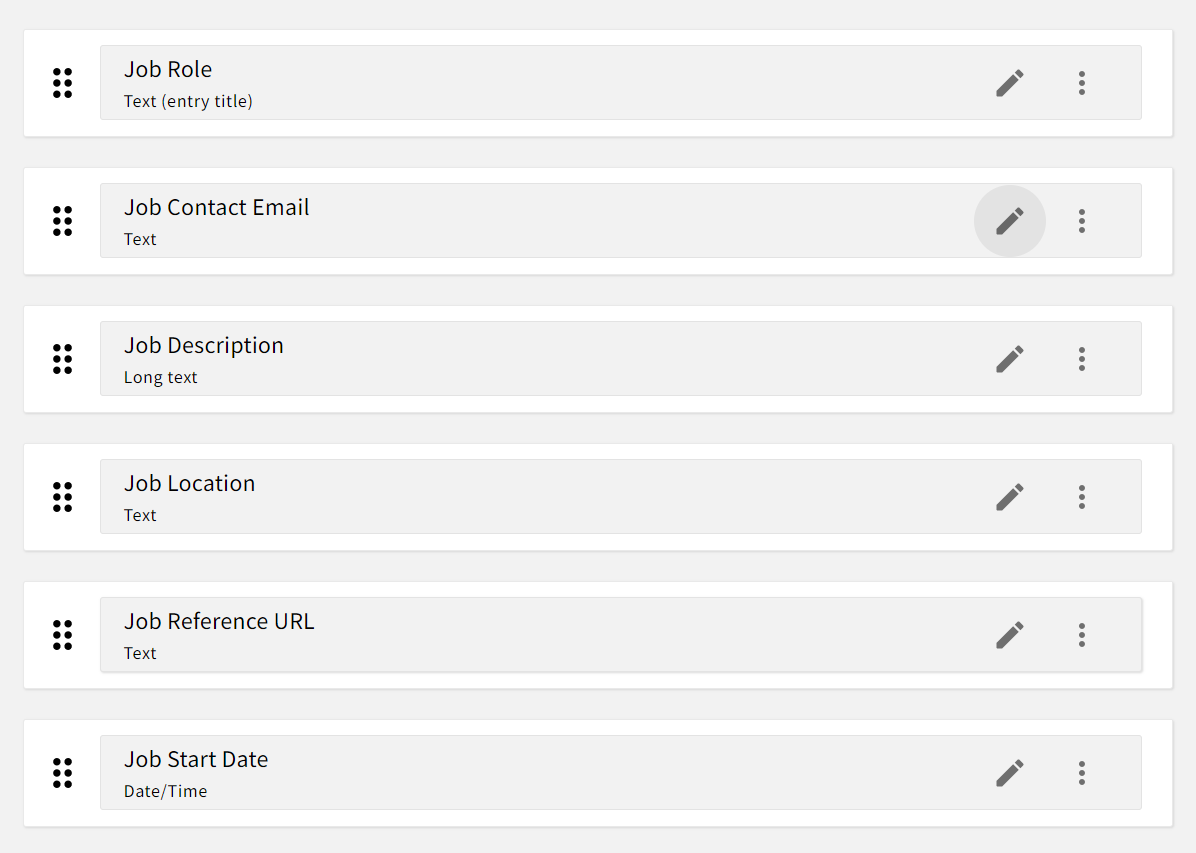 Job Role
Text (entry title)
Job Contact Email
Text
Job Description
Long text
Job Location
Text
Job Reference URL
Text
Job Start Date
Date/Time